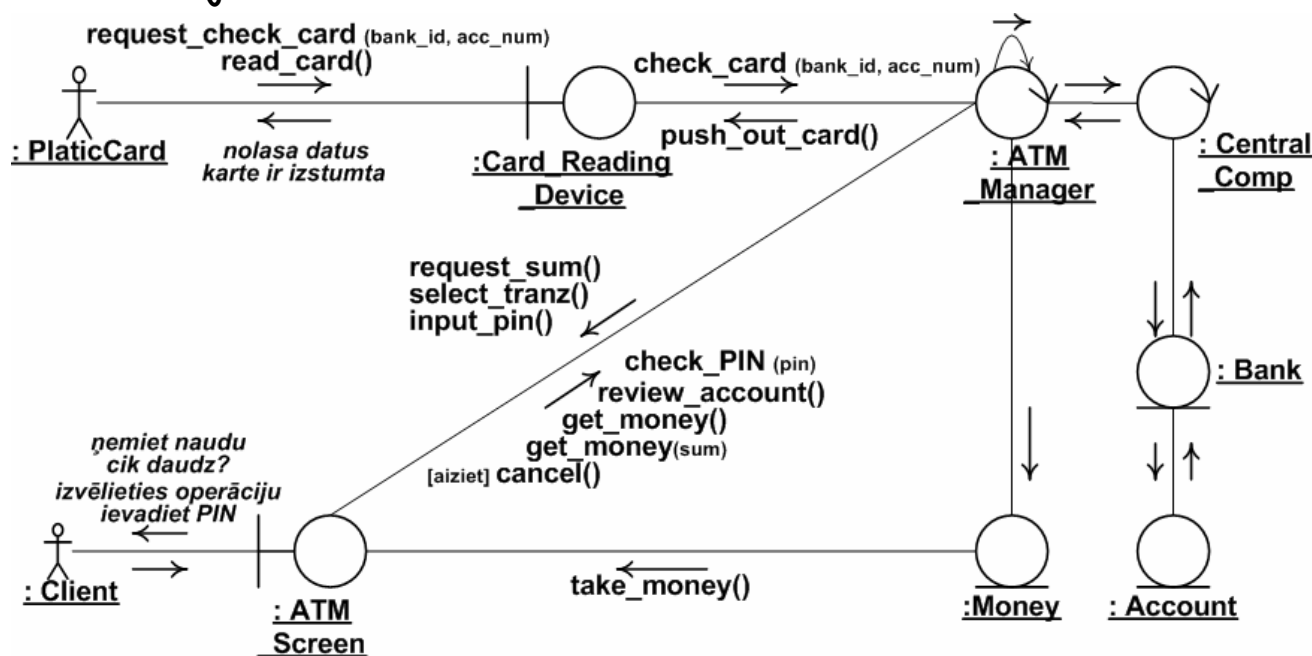 request_check_card (bank_id, acc_num)
read_card()
check_card (bank_id, acc_num)
push_out_card()
: PlaticCard
nolasa datus
karte ir izstumta
:Card_Reading
_Device
: ATM
_Manager
: Central
_Comp
request_sum()
select_tranz()
input_pin()
check_PIN (pin)
review_account()
get_money()
get_money(sum)
[aiziet] cancel()
: Bank
ņemiet naudu
cik daudz?
izvēlieties operāciju
ievadiet PIN
: Client
: ATM
_Screen
take_money()
:Money
: Account